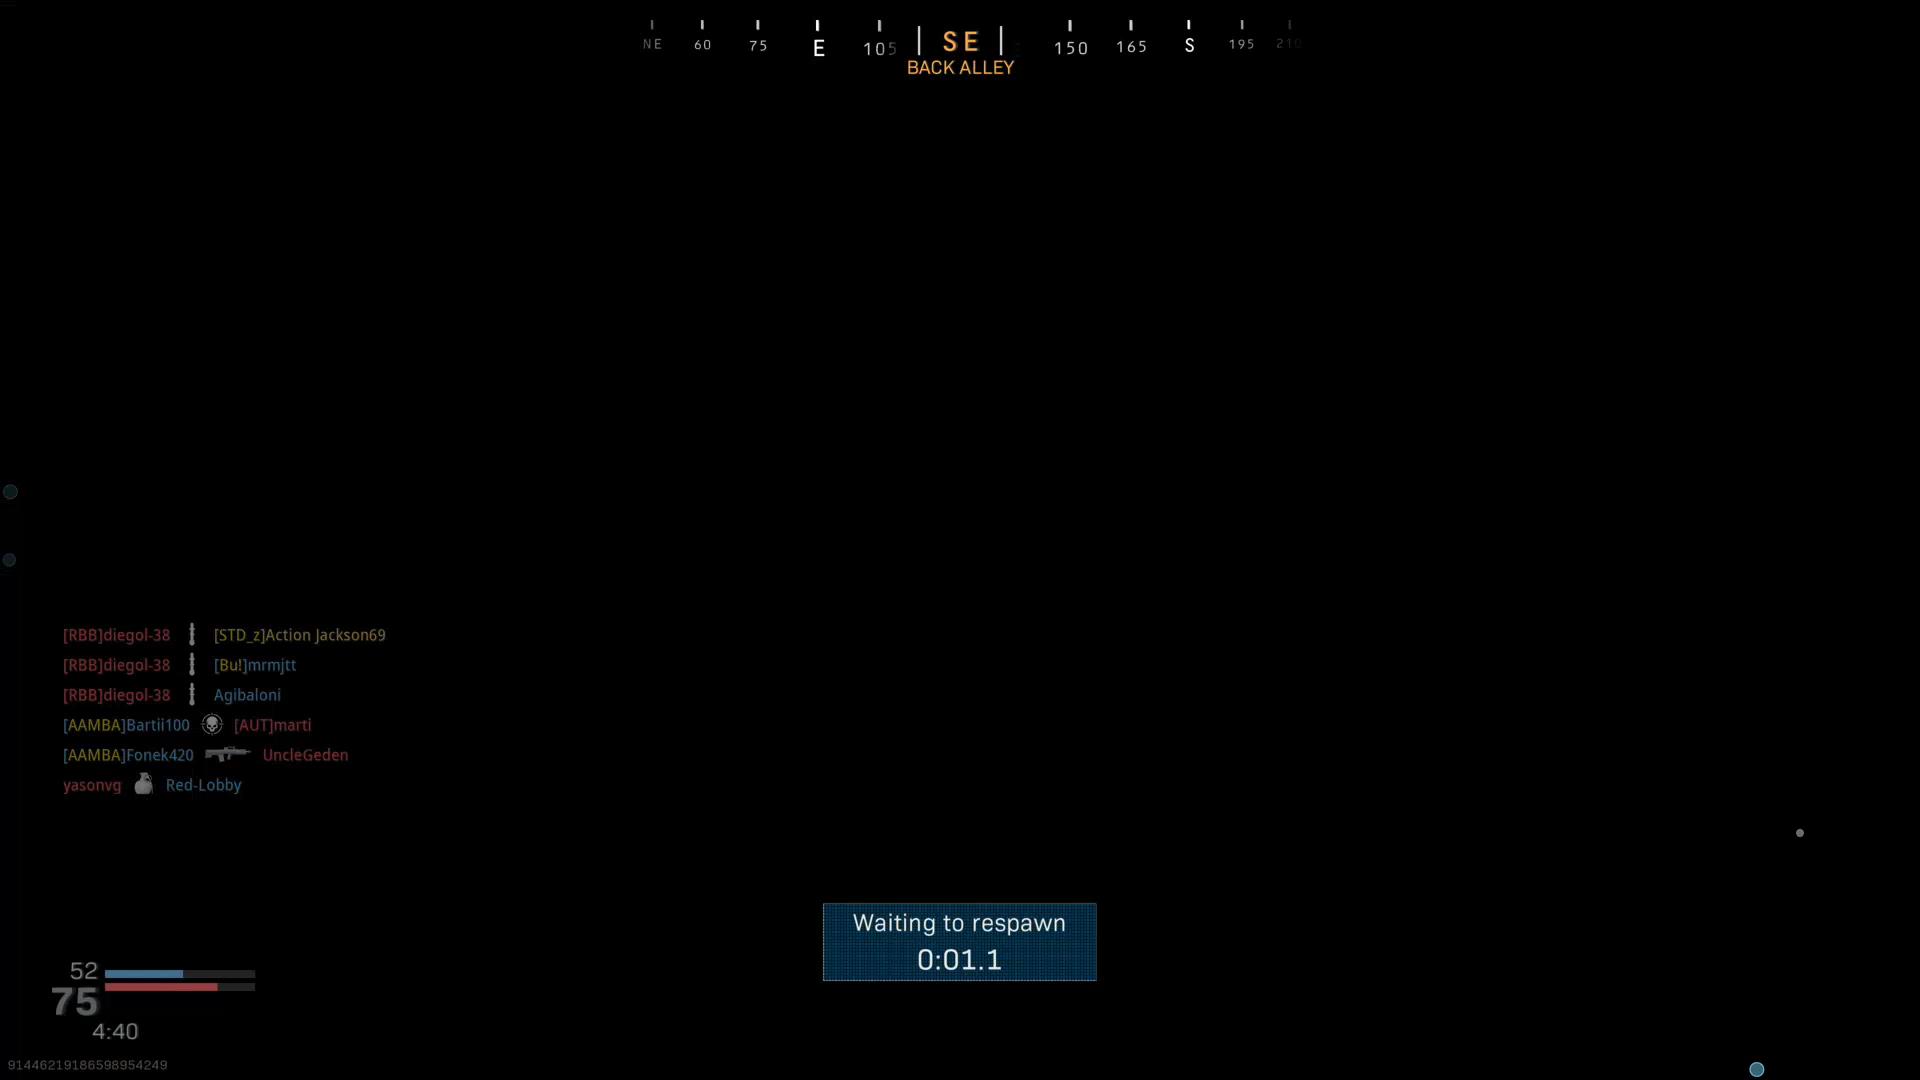 NE 60 75 E 105 SE 150 165 S 195 210
BACK ALLEY
[RBB]diegol-38 [STD_z]Action Jackson69
[RBB]diegol-38 [Bu!]mrmjtt
[RBB]diegol-38 Agibaloni
[AAMBA]Bartii100 [AUT]marti
[AAMBA]Fonek420 UncleGeden
yasonvg Red-Lobby
Waiting to respawn
0:01.1
52
75
4:40
91446219186598954249